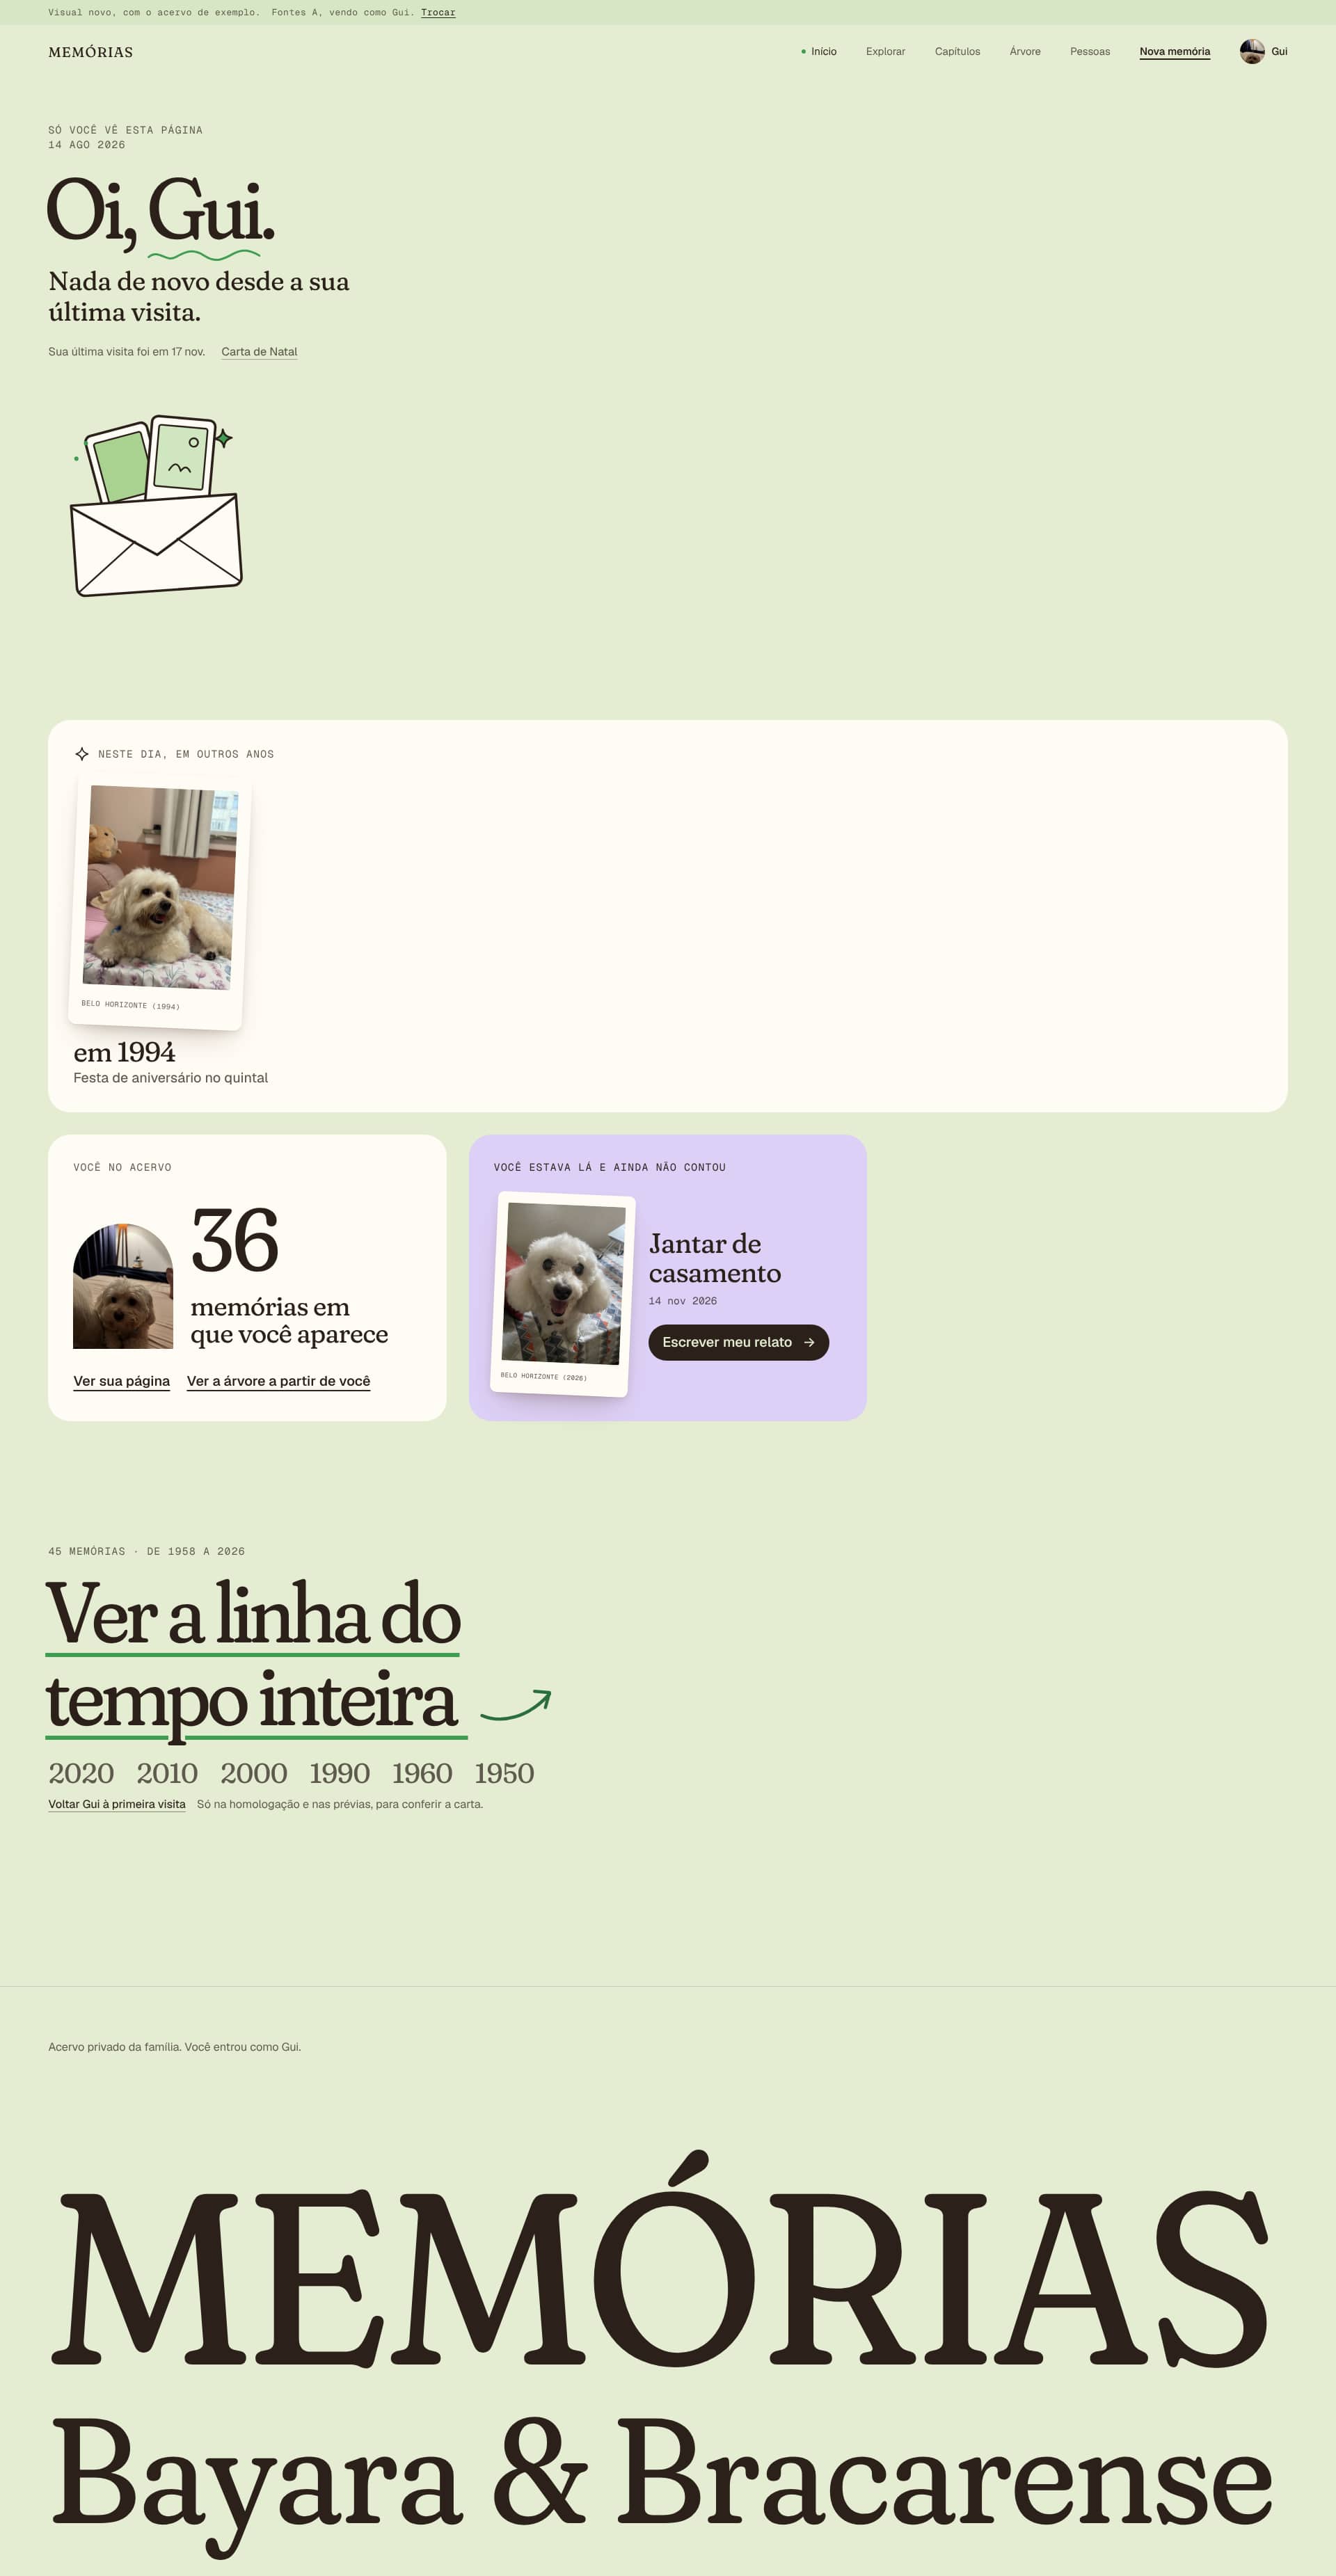 Visual novo, com o acervo de exemplo. Fontes A, vendo como Gui. Trocar
MEMÓRIAS
Início Explorar Capítulos Árvore Pessoas Nova memória Gui
SÓ VOCÊ VÊ ESTA PÁGINA
14 AGO 2026
Oi, Gui.
Nada de novo desde a sua
última visita.
Sua última visita foi em 17 nov. Carta de Natal
NESTE DIA, EM OUTROS ANOS
BELO HORIZONTE (1994)
em 1994
Festa de aniversário no quintal
VOCÊ NO ACERVO
36
memórias em
que você aparece
Ver sua página Ver a árvore a partir de você
VOCÊ ESTAVA LÁ E AINDA NÃO CONTOU
BELO HORIZONTE (2026)
Jantar de
casamento
14 nov 2026
Escrever meu relato →
45 MEMÓRIAS · DE 1958 A 2026
Ver a linha do
tempo inteira
2020 2010 2000 1990 1960 1950
Voltar Gui à primeira visita Só na homologação e nas prévias, para conferir a carta.
Acervo privado da família. Você entrou como Gui.
MEMÓRIAS
Bayara & Bracarense